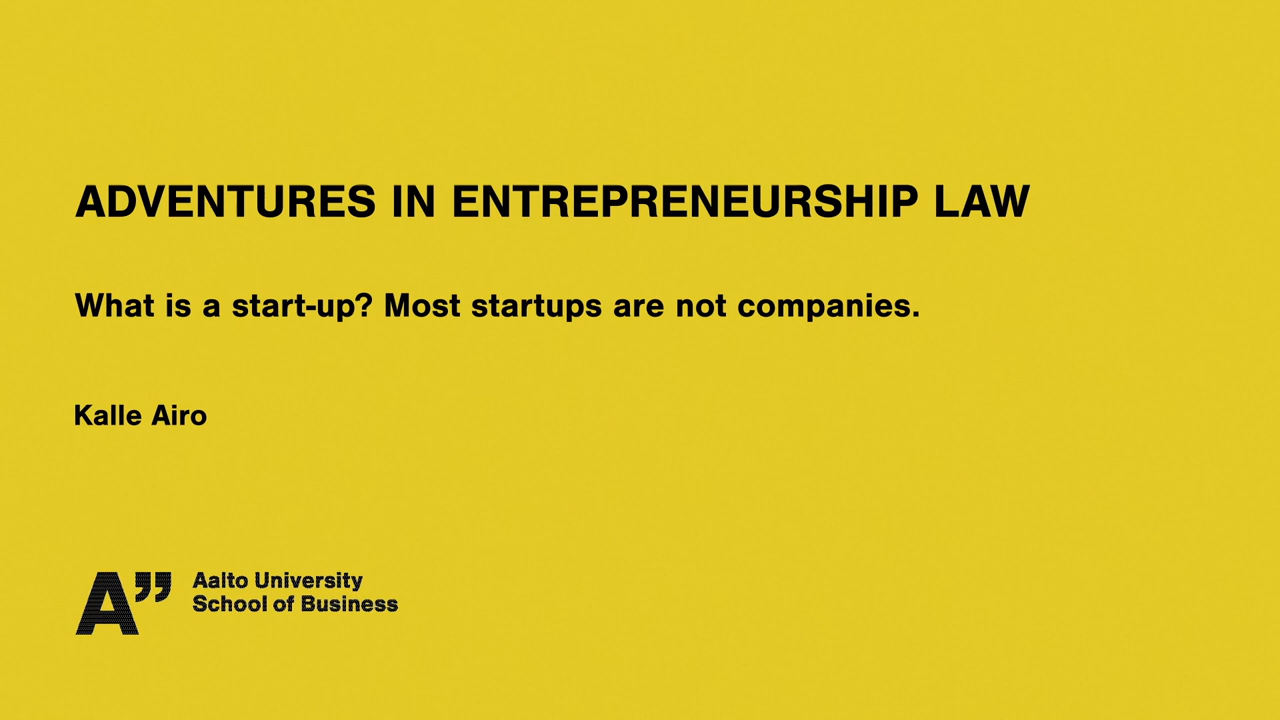 ADVENTURES IN ENTREPRENEURSHIP LAW
What is a start-up? Most startups are not companies.
Kalle Airo
A”
Aalto University
School of Business